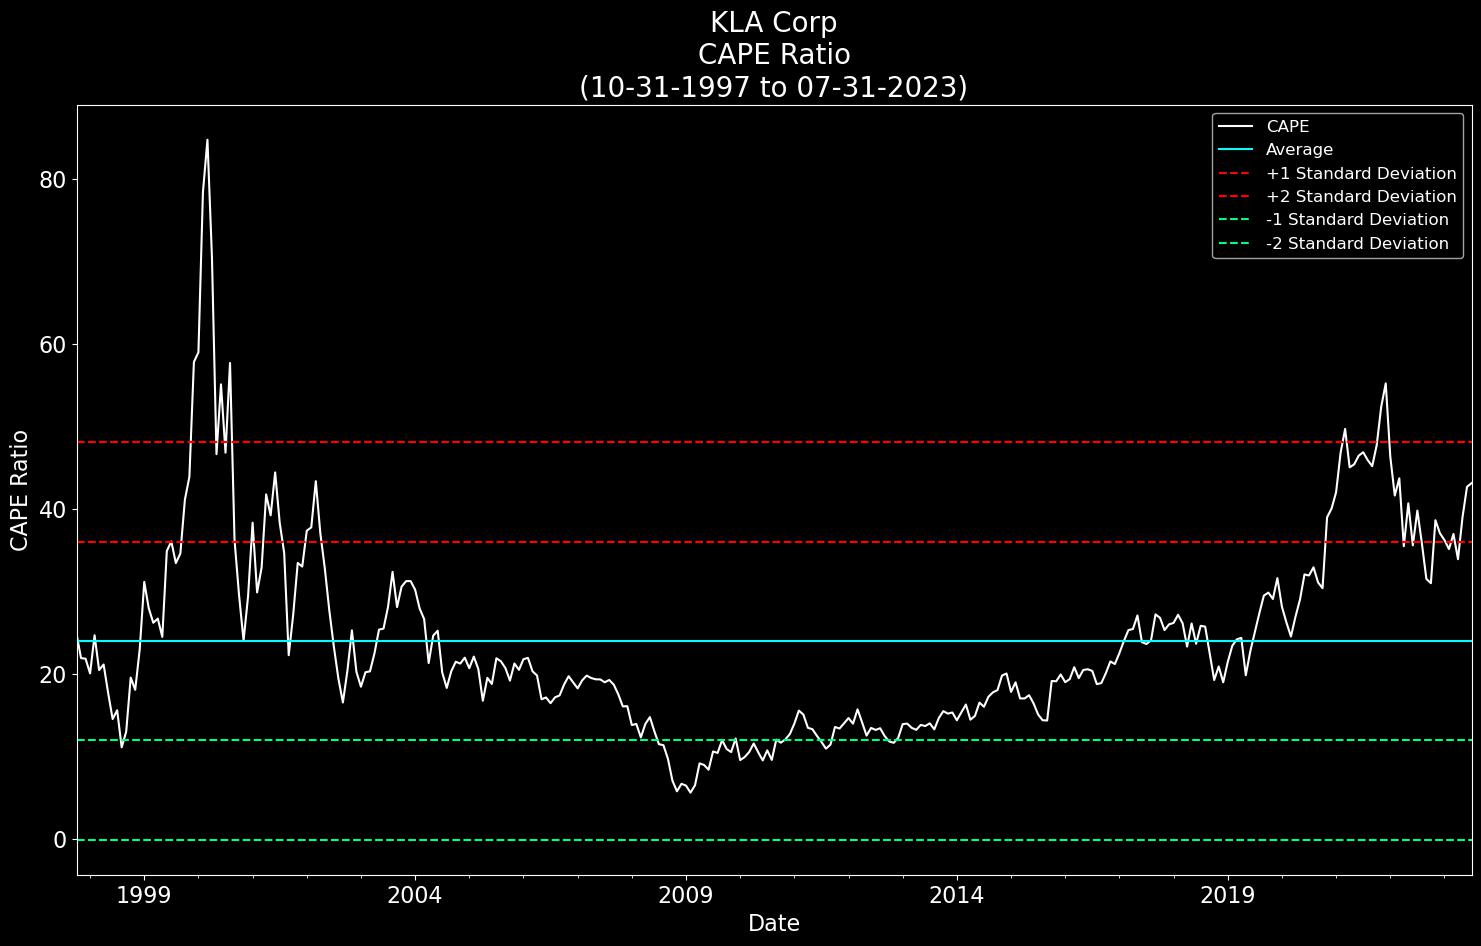 KLA Corp
CAPE Ratio
(10-31-1997 to 07-31-2023)
CAPE
Average
+1 Standard Deviation
+2 Standard Deviation
-1 Standard Deviation
-2 Standard Deviation
CAPE Ratio
80
60
40
20
0
1999 2004 2009 2014 2019
Date